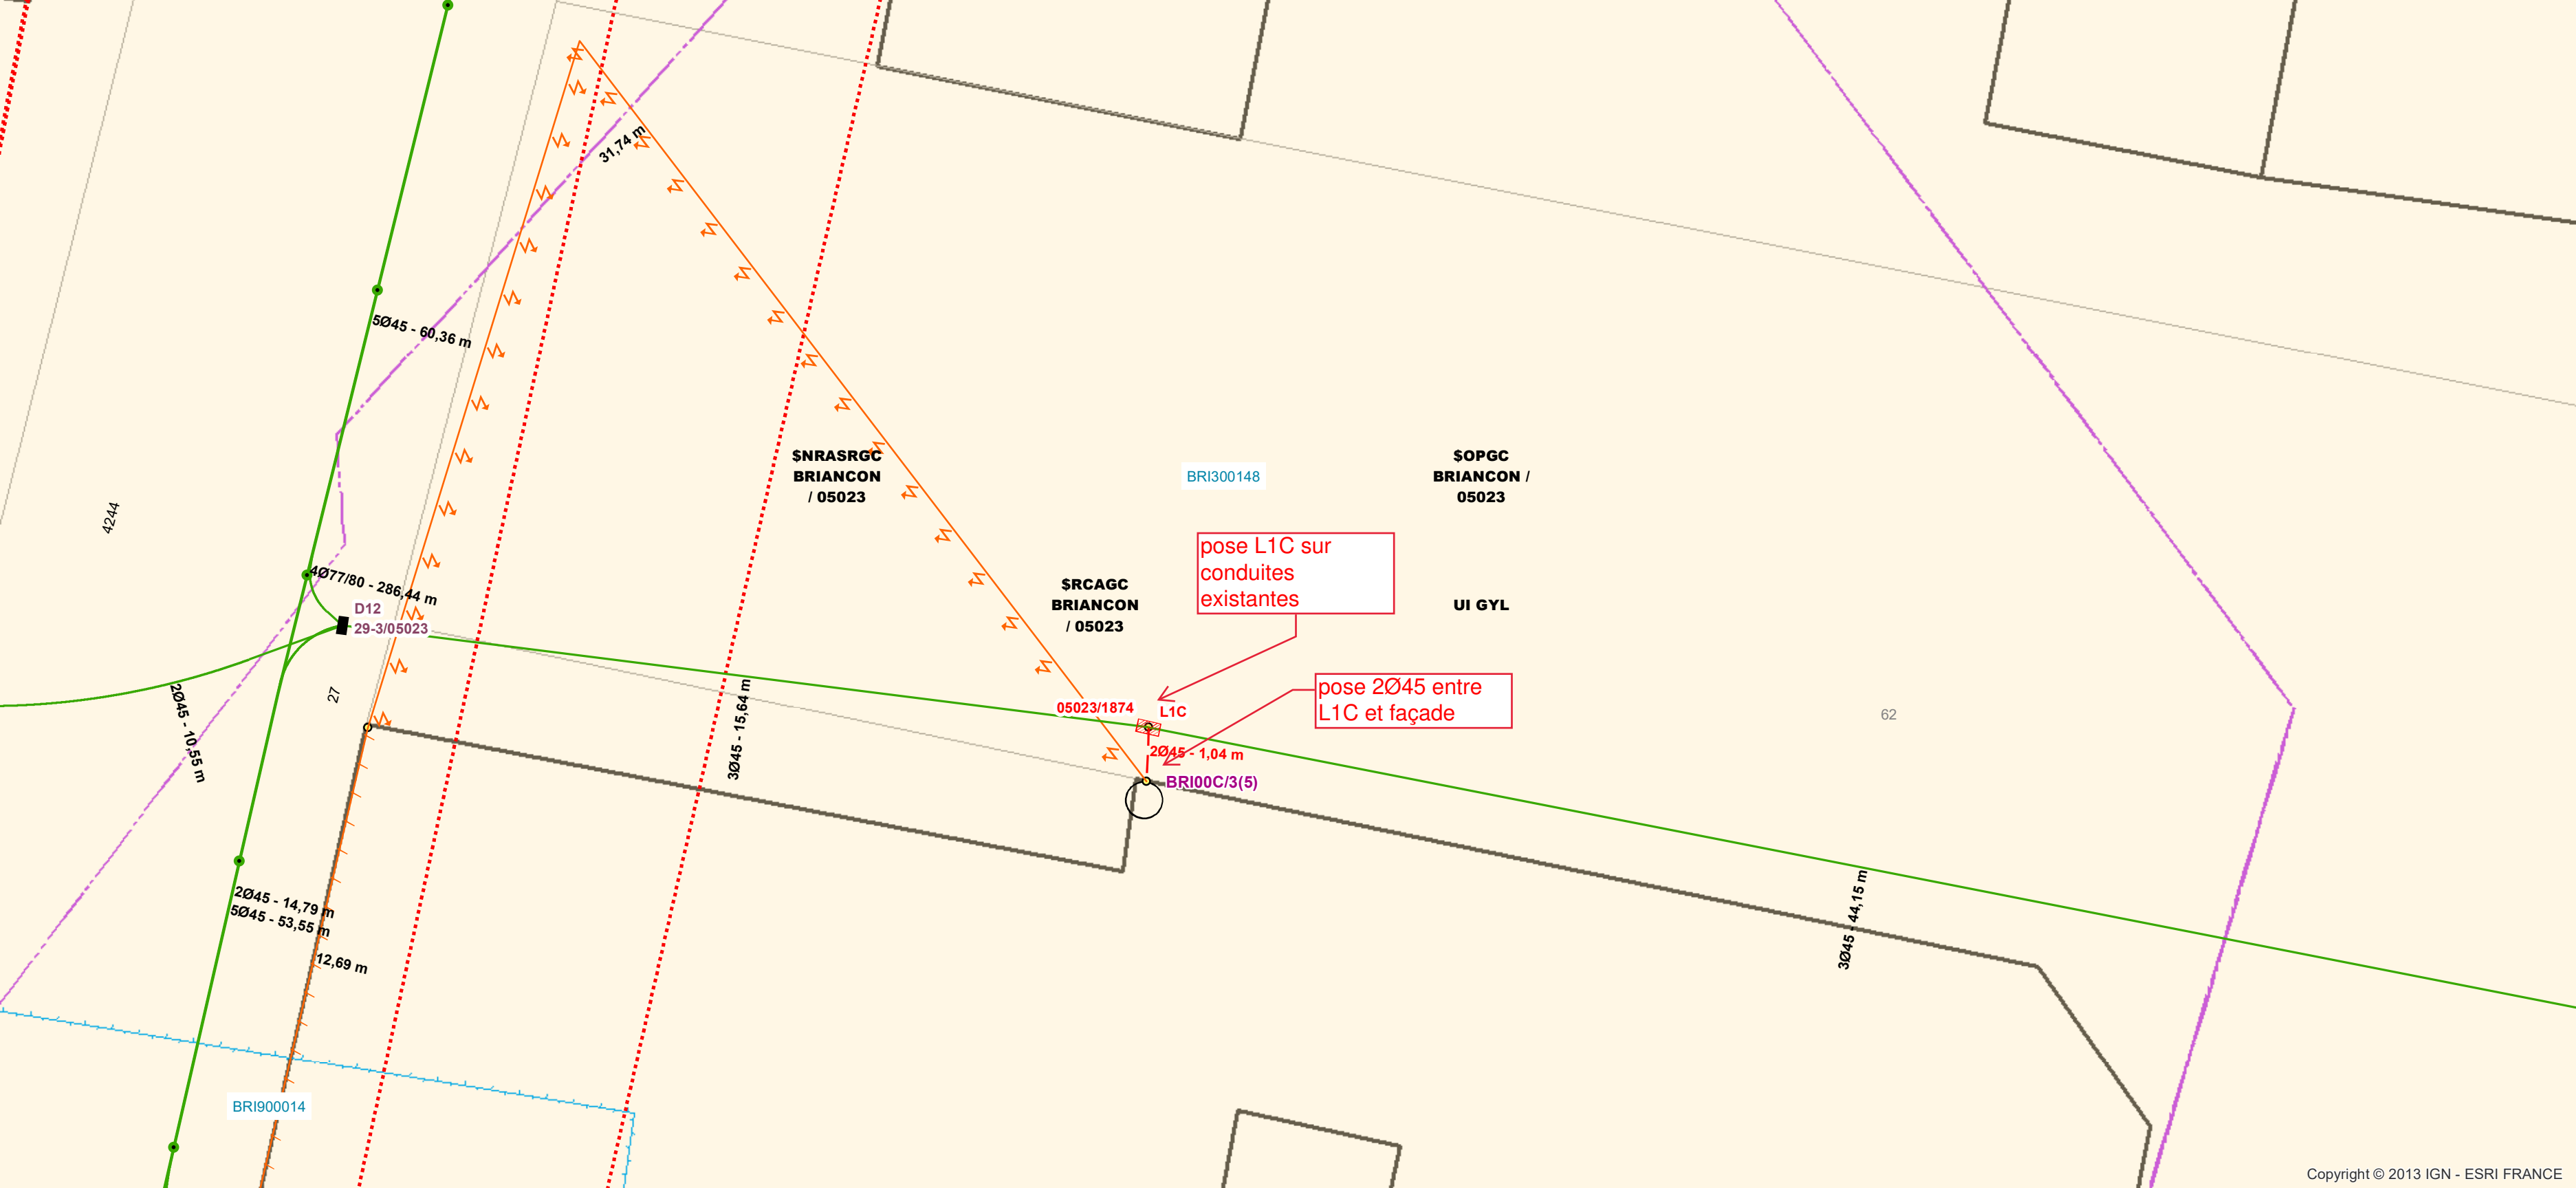 31,74 m
5Ø45 - 60,36 m
$NRASRGC
BRIANCON
/ 05023
BRI300148
$OPGC
BRIANCON /
05023
4244
pose L1C sur
conduites
existantes
4Ø77/80 - 286,44 m
D12
29-3/05023
$RCAGC
BRIANCON
/ 05023
UI GYL
27
2Ø45 - 10,55 m
3Ø45 - 15,64 m
05023/1874
L1C
pose 2Ø45 entre
L1C et façade
62
2Ø45 - 1,04 m
BRI00C/3(5)
2Ø45 - 14,79 m
5Ø45 - 53,55 m
12,69 m
3Ø45 - 44,15 m
BRI900014
Copyright © 2013 IGN - ESRI FRANCE